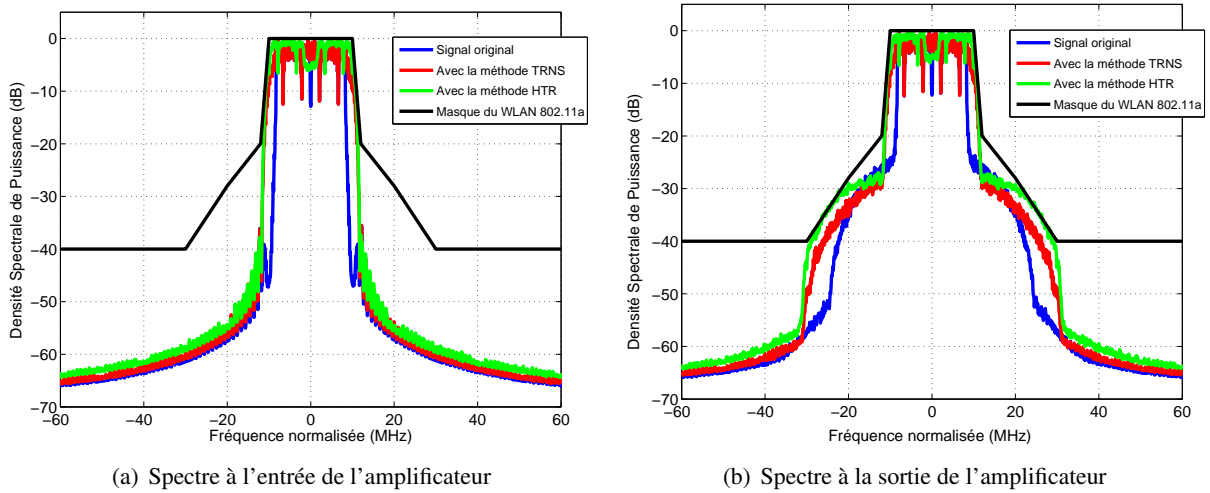 0
−10
−20
−30
−40
−50
−60
−70
−60
−40
−20
0
20
40
60
Densité Spectrale de Puissance (dB)
Fréquence normalisée (MHz)
Signal original
Avec la méthode TRNS
Avec la méthode HTR
Masque du WLAN 802.11a
(a) Spectre à l'entrée de l'amplificateur
0
−10
−20
−30
−40
−50
−60
−70
−60
−40
−20
0
20
40
60
Densité Spectrale de Puissance (dB)
Fréquence normalisée (MHz)
Signal original
Avec la méthode TRNS
Avec la méthode HTR
Masque du WLAN 802.11a
(b) Spectre à la sortie de l'amplificateur